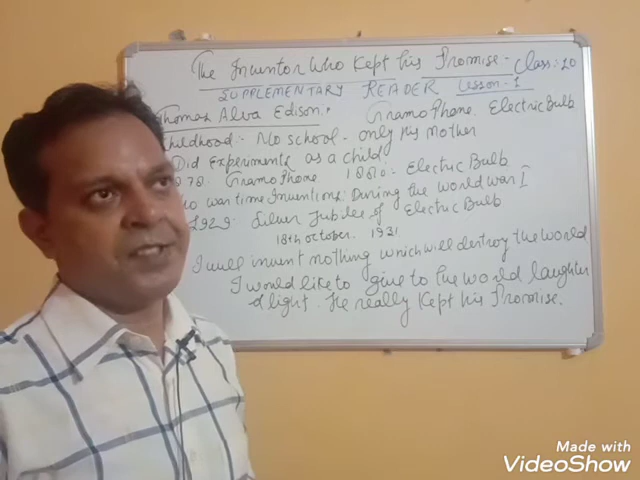 The Inventor Who Kept his Promise - Class: 10
SUPPLEMENTARY READER Lesson - 1
Thomas Alva Edison: Gramophone, Electric Bulb
Childhood:- No school - only his mother
Did Experiments as a child
1878: Gramophone 1880: Electric Bulb
No war time Inventions: During the world war I
1929: Silver Jubilee of Electric Bulb
18th october. 1931
I will invent nothing which will destroy the world
I would like to give to the world laughter
& light. He really kept his Promise.
Made with
VideoShow